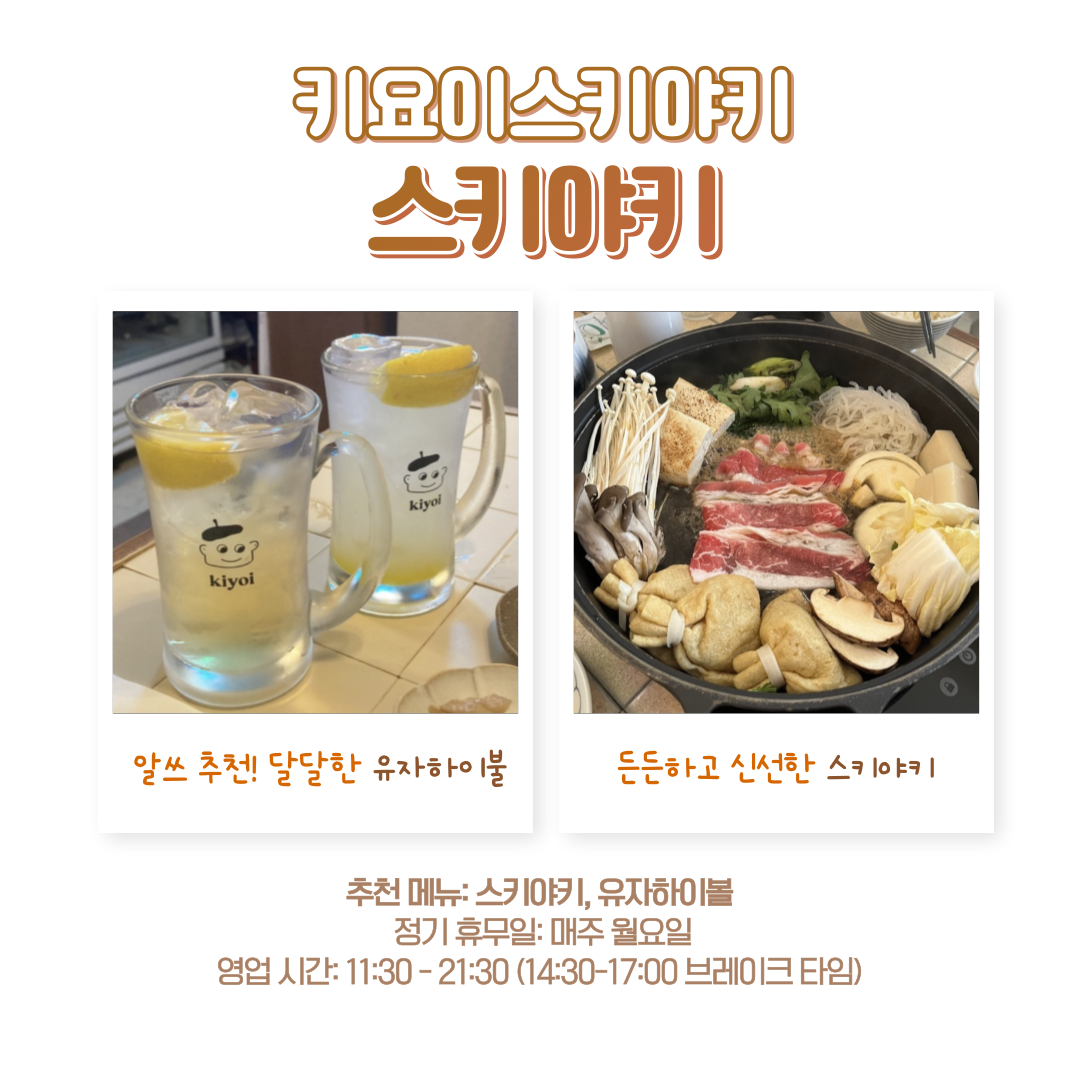 키요이스키야키
스키야키
kiyoi
kiyoi
알쓰 추천! 달달한 유자하이불
든든하고 신선한 스키야키
추천 메뉴: 스키야키, 유자하이볼
정기 휴무일: 매주 월요일
영업 시간: 11:30 - 21:30 (14:30-17:00 브레이크 타임)